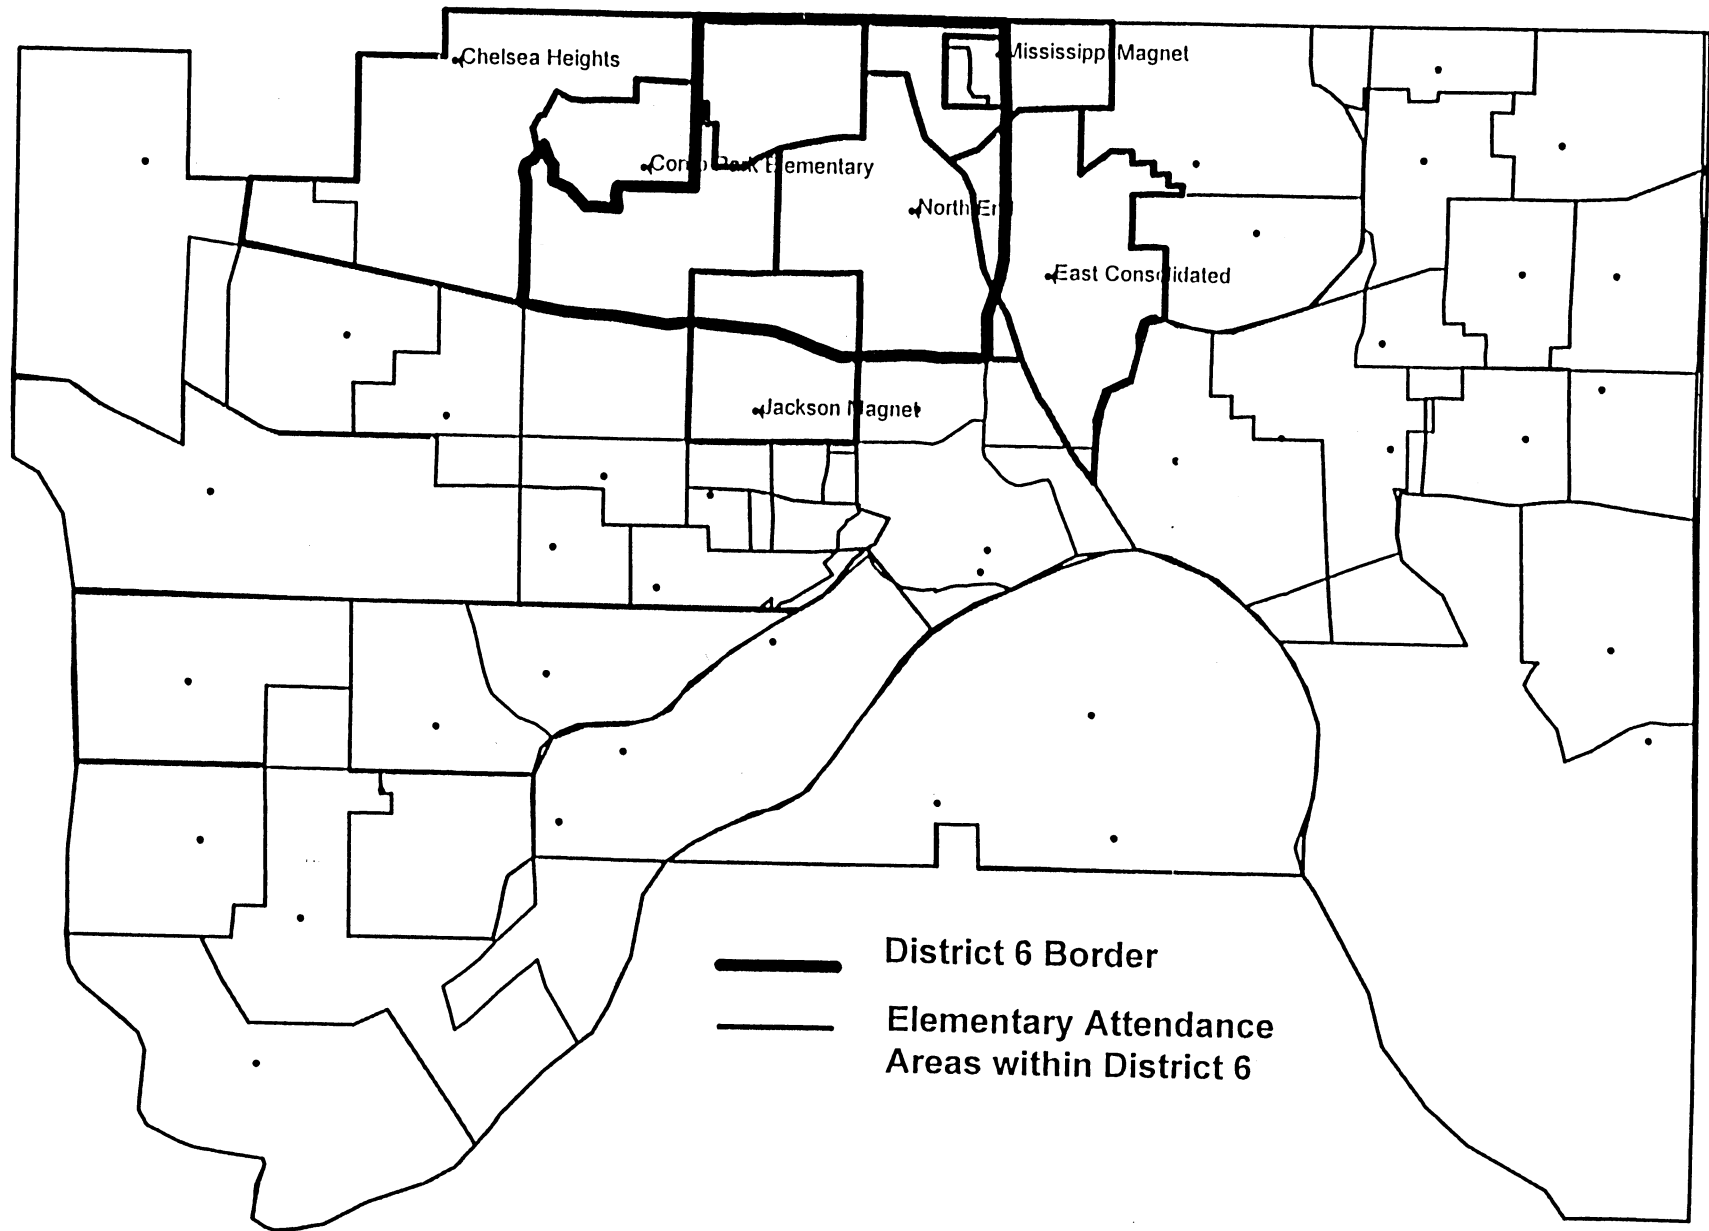 Chelsea Heights
Mississippi Magnet
Como Park Elementary
North End
East Consolidated
Jackson Magnet
District 6 Border
Elementary Attendance
Areas within District 6